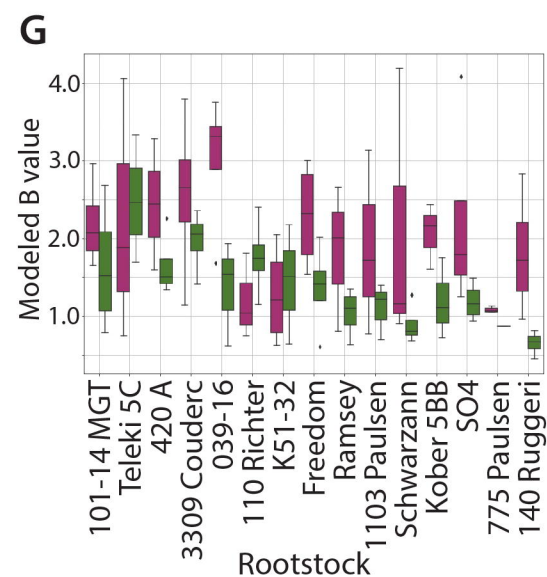 G
Modeled B value
4.0
3.0
2.0
1.0
101-14 MGT
Teleki 5C
420 A
3309 Couderc
039-16
110 Richter
K51-32
Freedom
Ramsey
1103 Paulsen
Schwarzann
Kober 5BB
SO4
775 Paulsen
140 Ruggeri
Rootstock